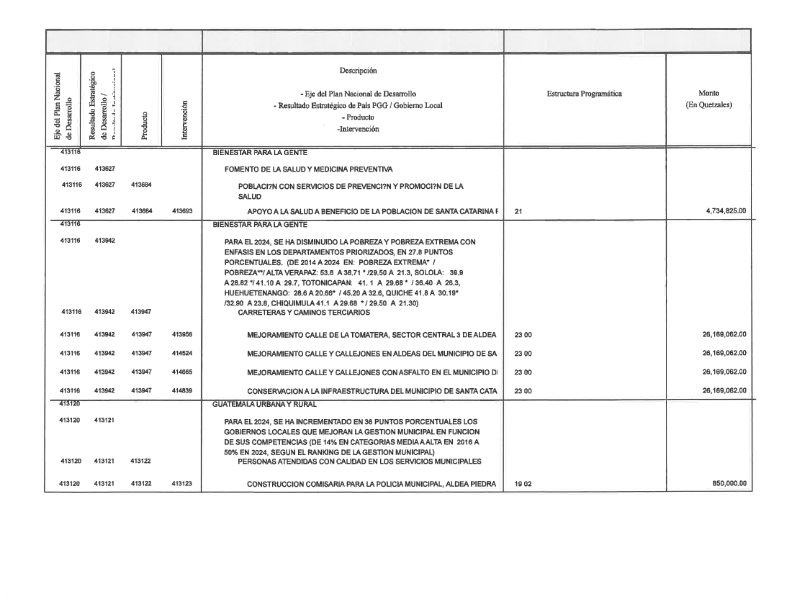 Eje del Plan Nacional
de Desarrollo
Resultado Estratégico
de Desarrollo /
Producto
Intervención
Descripción
- Eje del Plan Nacional de Desarrollo
- Resultado Estratégico de País PGG / Gobierno Local
- Producto
-Intervención
Estructura Programática
Monto
(En Quetzales)
413116 BIENESTAR PARA LA GENTE
413116 413627 FOMENTO DE LA SALUD Y MEDICINA PREVENTIVA
413116 413627 413684 POBLACI?N CON SERVICIOS DE PREVENCI?N Y PROMOCI?N DE LA
SALUD
413116 413627 413684 413693 APOYO A LA SALUD A BENEFICIO DE LA POBLACION DE SANTA CATARINA 21 4,734,825.09
413116 BIENESTAR PARA LA GENTE
413116 413942 PARA EL 2024, SE HA DISMINUIDO LA POBREZA Y POBREZA EXTREMA CON
ENFASIS EN LOS DEPARTAMENTOS PRIORIZADOS, EN 27.8 PUNTOS
PORCENTUALES. (DE 2014 A 2024 EN: POBREZA EXTREMA* /
POBREZA**/ ALTA VERAPAZ: 53.6 A 38.71 * /29.50 A 21.3, SOLOLA: 39.9
A 28.82 */ 41.10 A 29.7, TOTONICAPAN: 41. 1 A 29.68 * / 36.40 A 26.3,
HUEHUETENANGO: 28.6 A 20.66* / 45.20 A 32.6, QUICHE 41.8 A 30.19*
/32.90 A 23.8, CHIQUIMULA 41.1 A 29.68 * / 29.50 A 21.30)
413116 413942 413947 CARRETERAS Y CAMINOS TERCIARIOS
413116 413942 413947 413956 MEJORAMIENTO CALLE DE LA TOMATERA, SECTOR CENTRAL 3 DE ALDEA 23 00 26,169,062.00
413116 413942 413947 414524 MEJORAMIENTO CALLE Y CALLEJONES EN ALDEAS DEL MUNICIPIO DE SA 23 00 26,169,062.00
413116 413942 413947 414665 MEJORAMIENTO CALLE Y CALLEJONES CON ASFALTO EN EL MUNICIPIO D 23 00 26,169,062.00
413116 413942 413947 414839 CONSERVACION A LA INFRAESTRUCTURA DEL MUNICIPIO DE SANTA CATA 23 00 26,169,062.00
413120 GUATEMALA URBANA Y RURAL
413120 413121 PARA EL 2024, SE HA INCREMENTADO EN 36 PUNTOS PORCENTUALES LOS
GOBIERNOS LOCALES QUE MEJORAN LA GESTION MUNICIPAL EN FUNCION
DE SUS COMPETENCIAS (DE 14% EN CATEGORIAS MEDIA A ALTA EN 2016 A
50% EN 2024, SEGUN EL RANKING DE LA GESTION MUNICIPAL)
413120 413121 413122 PERSONAS ATENDIDAS CON CALIDAD EN LOS SERVICIOS MUNICIPALES
413120 413121 413122 413123 CONSTRUCCION COMISARIA PARA LA POLICIA MUNICIPAL, ALDEA PIEDRA 19 02 850,000.00